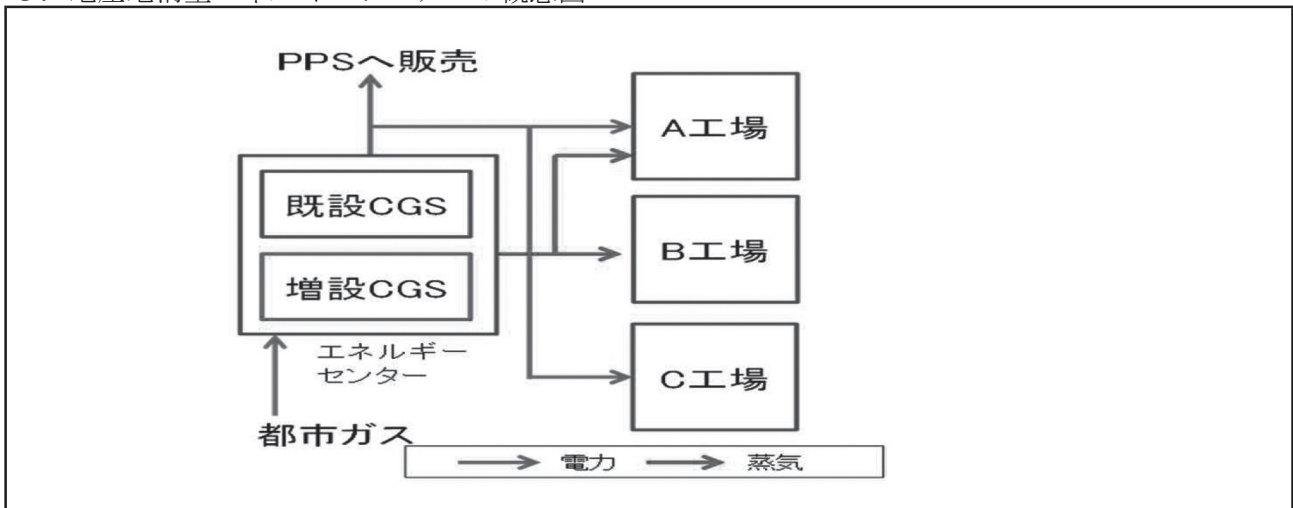 PPSへ販売
A工場
既設CGS
B工場
増設CGS
エネルギー
センター
C工場
都市ガス
電力 蒸気